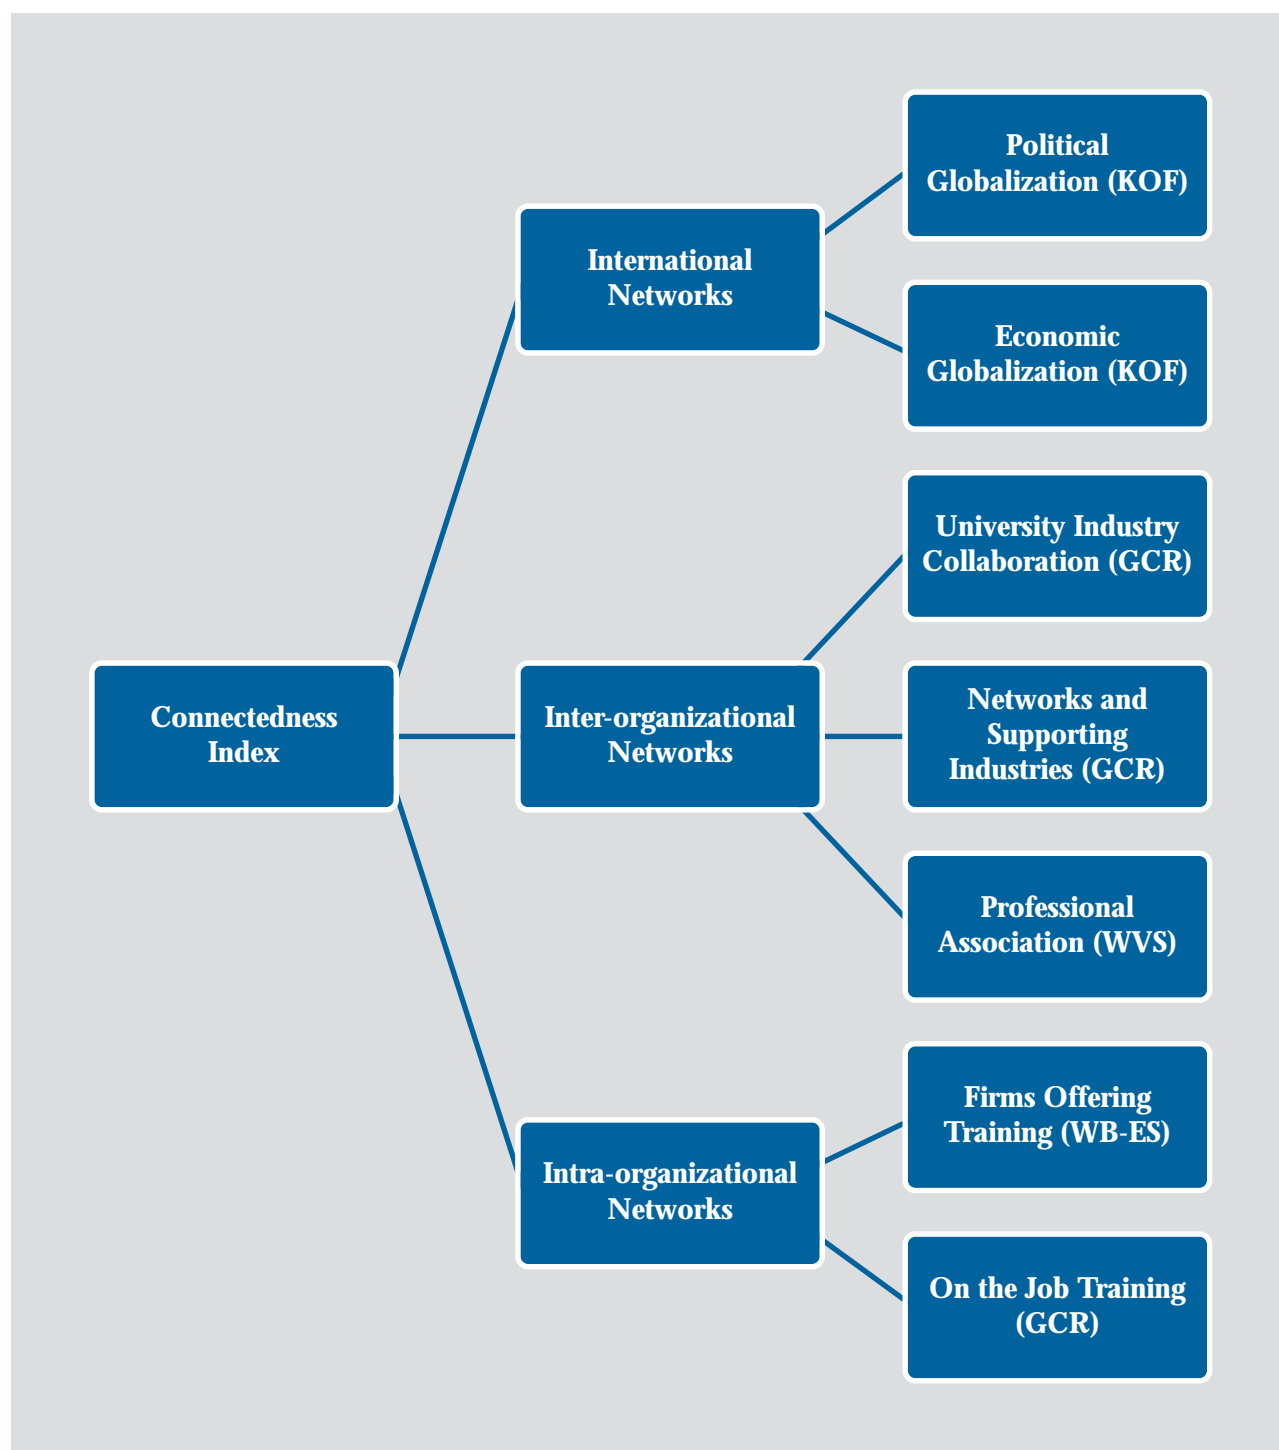 Political
Globalization (KOF)
International
Networks
Economic
Globalization (KOF)
University Industry
Collaboration (GCR)
Connectedness
Index
Inter-organizational
Networks
Networks and
Supporting
Industries (GCR)
Professional
Association (WVS)
Firms Offering
Training (WB-ES)
Intra-organizational
Networks
On the Job Training
(GCR)